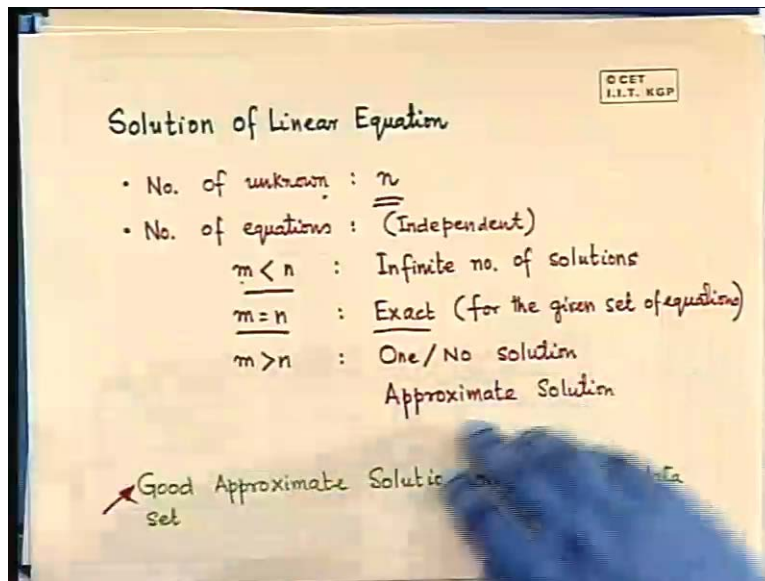 © CET
I.I.T. KGP
Solution of Linear Equation
• No. of unknown : n
• No. of equations : (Independent)
m < n : Infinite no. of solutions
m = n : Exact (for the given set of equations)
m > n : One / No solution
Approximate Solution
Good Approximate
set